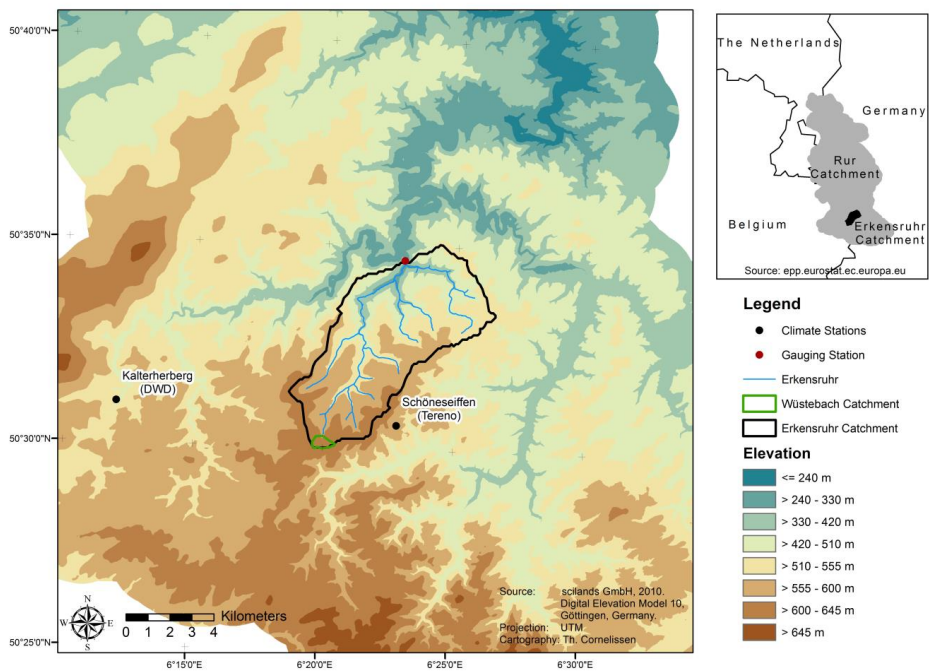 50°40'0"N
50°35'0"N
50°30'0"N
50°25'0"N
6°15'0"E
6°20'0"E
6°25'0"E
6°30'0"E
Kalterherberg
(DWD)
Schöneseiffen
(Tereno)
N
W
E
S
Kilometers
0 1 2 3 4
Source: scilands GmbH, 2010.
Digital Elevation Model 10,
Göttingen, Germany.
Projection: UTM
Cartography: Th. Cornelissen
The Netherlands
Germany
Rur
Catchment
Belgium
Erkensruhr
Catchment
Source: epp.eurostat.ec.europa.eu
Legend
Climate Stations
Gauging Station
Erkensruhr
Wüstebach Catchment
Erkensruhr Catchment
Elevation
<= 240 m
> 240 - 330 m
> 330 - 420 m
> 420 - 510 m
> 510 - 555 m
> 555 - 600 m
> 600 - 645 m
> 645 m